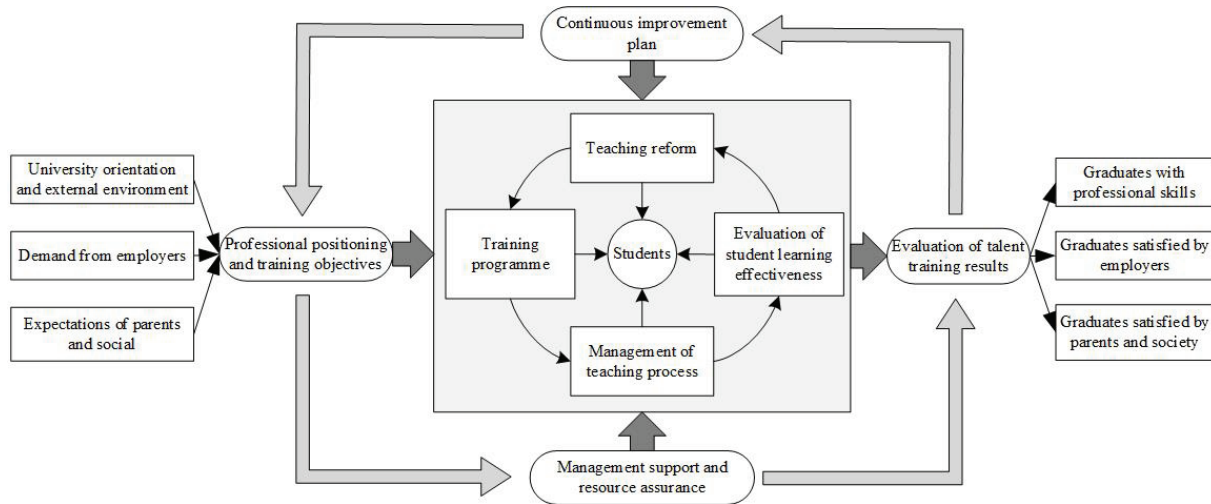 Continuous improvement
plan
University orientation
and external environment
Demand from employers
Expectations of parents
and social
Professional positioning
and training objectives
Teaching reform
Training
programme
Students
Evaluation of
student learning
effectiveness
Management of
teaching process
Evaluation of talent
training results
Graduates with
professional skills
Graduates satisfied by
employers
Graduates satisfied by
parents and society
Management support and
resource assurance